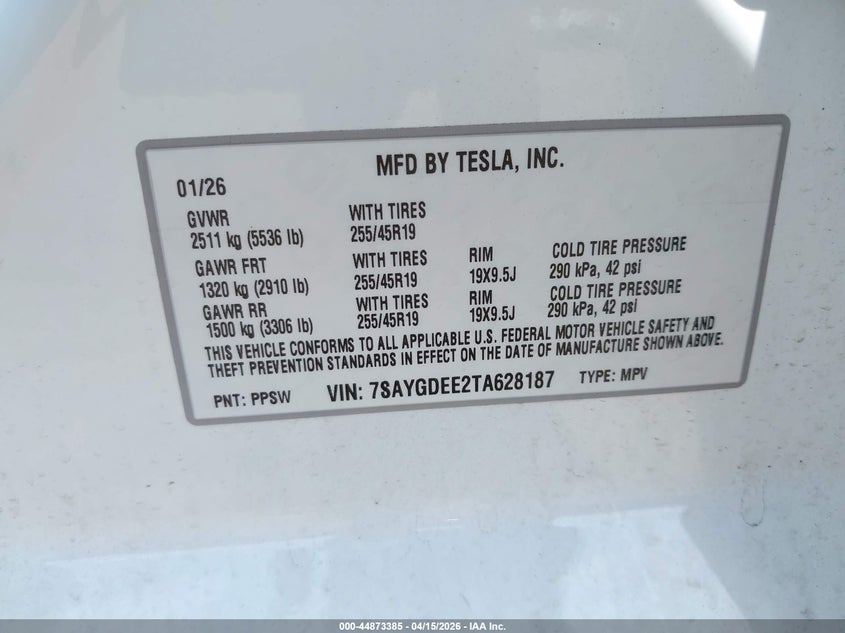 MFD BY TESLA, INC.
01/26
GVWR WITH TIRES
2511 kg (5536 lb) 255/45R19
GAWR FRT WITH TIRES RIM COLD TIRE PRESSURE
1320 kg (2910 lb) 255/45R19 19X9.5J 290 kPa, 42 psi
GAWR RR WITH TIRES RIM COLD TIRE PRESSURE
1500 kg (3306 lb) 255/45R19 19X9.5J 290 kPa, 42 psi
THIS VEHICLE CONFORMS TO ALL APPLICABLE U.S. FEDERAL MOTOR VEHICLE SAFETY AND
THEFT PREVENTION STANDARDS IN EFFECT ON THE DATE OF MANUFACTURE SHOWN ABOVE.
PNT: PPSW VIN: 7SAYGDEE2TA628187 TYPE: MPV
000-44873385 - 04/15/2026 - IAA Inc.